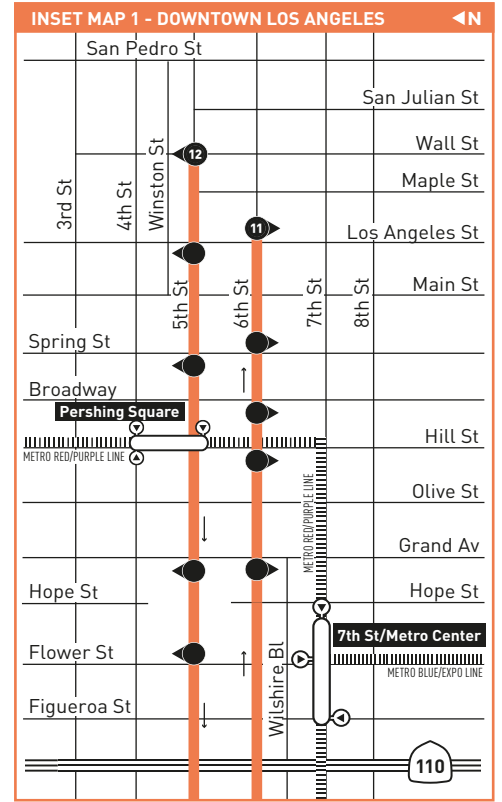 INSET MAP 1 - DOWNTOWN LOS ANGELES
N
San Pedro St
San Julian St
Wall St
Maple St
Los Angeles St
Main St
3rd St
4th St
Winston St
12
11
5th St
6th St
7th St
8th St
Spring St
Broadway
Pershing Square
Hill St
METRO RED/PURPLE LINE
Olive St
METRO RED/PURPLE LINE
Grand Av
Hope St
Hope St
7th St/Metro Center
Flower St
METRO BLUE/EXPO LINE
Wilshire Bl
Figueroa St
110